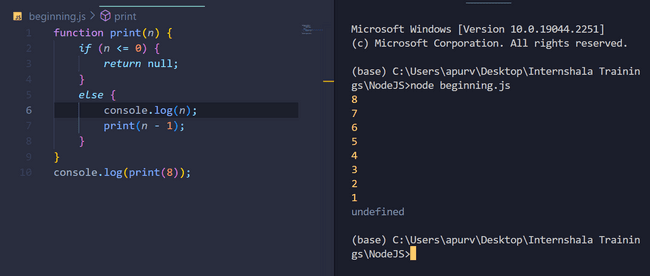 beginning.js > print
1 function print(n) {
2     if (n <= 0) {
3         return null;
4     }
5     else {
6         console.log(n);
7         print(n - 1);
8     }
9 }
10 console.log(print(8));
Microsoft Windows [Version 10.0.19044.2251]
(c) Microsoft Corporation. All rights reserved.
(base) C:\Users\apurv\Desktop\Internshala Trainin
gs\NodeJS>node beginning.js
8
7
6
5
4
3
2
1
undefined
(base) C:\Users\apurv\Desktop\Internshala Trainin
gs\NodeJS>